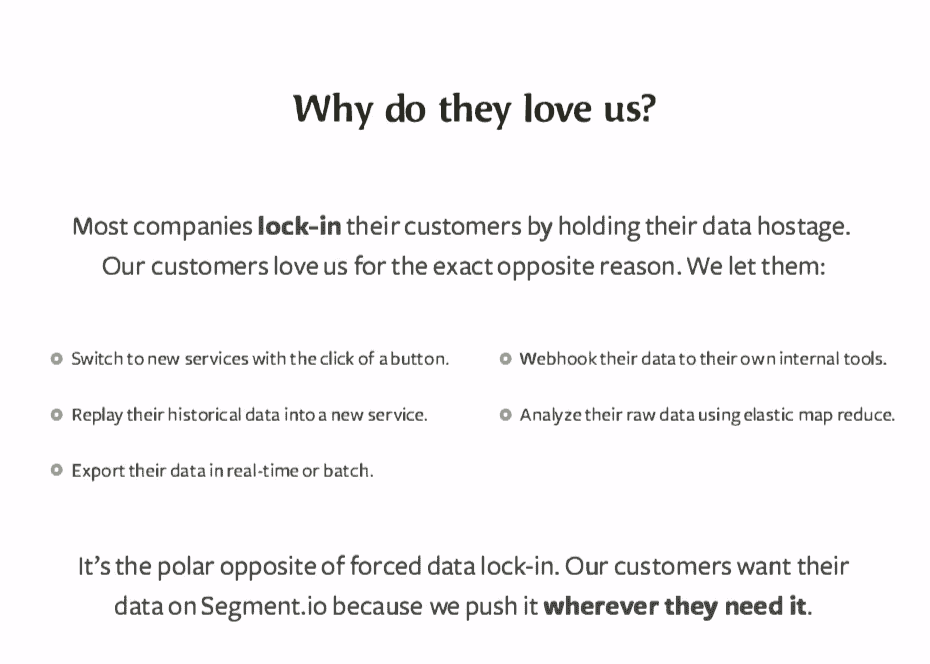 Why do they love us?
Most companies lock-in their customers by holding their data hostage.
Our customers love us for the exact opposite reason. We let them:
Switch to new services with the click of a button.
Replay their historical data into a new service.
Export their data in real-time or batch.
Webhook their data to their own internal tools.
Analyze their raw data using elastic map reduce.
It's the polar opposite of forced data lock-in. Our customers want their
data on Segment.io because we push it wherever they need it.